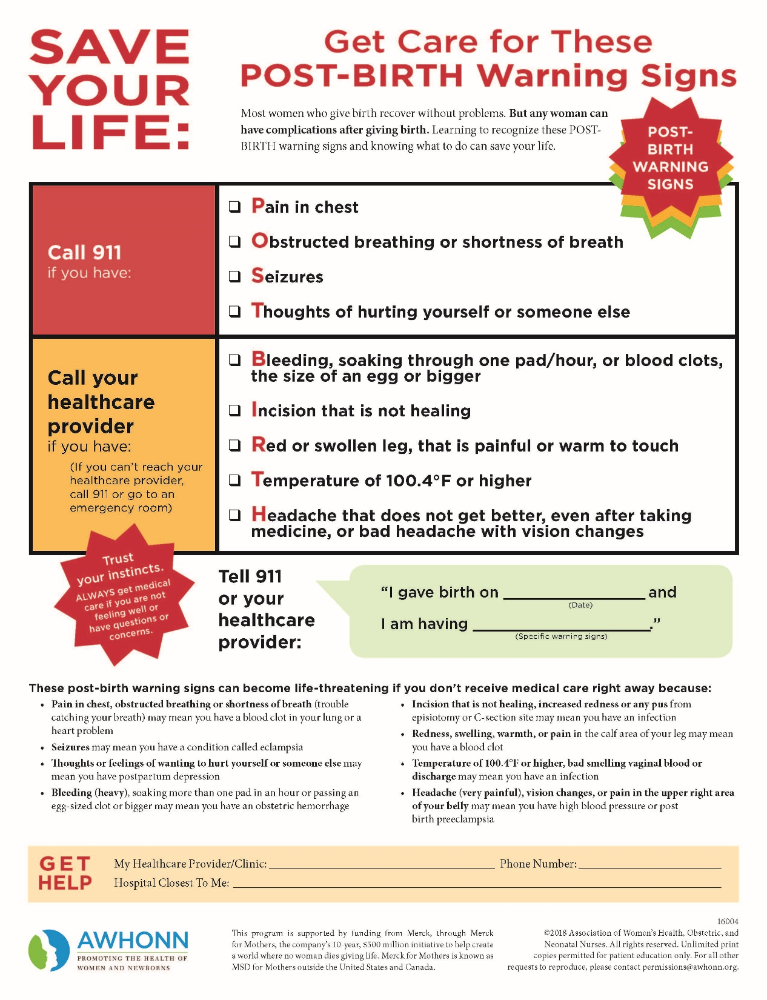 SAVE
YOUR
LIFE:
Get Care for These
POST-BIRTH Warning Signs
Most women who give birth recover without problems. But any woman can
have complications after giving birth. Learning to recognize these POST-
BIRTH warning signs and knowing what to do can save your life.
POST-
BIRTH
WARNING
SIGNS
Call 911
if you have:
❑ Pain in chest
❑ Obstructed breathing or shortness of breath
❑ Seizures
❑ Thoughts of hurting yourself or someone else
Call your
healthcare
provider
if you have:
(If you can't reach your
healthcare provider,
call 911 or go to an
emergency room)
❑ Bleeding, soaking through one pad/hour, or blood clots,
the size of an egg or bigger
❑ Incision that is not healing
❑ Red or swollen leg, that is painful or warm to touch
❑ Temperature of 100.4°F or higher
❑ Headache that does not get better, even after taking
medicine, or bad headache with vision changes
Trust
your instincts.
ALWAYS get medical
care if you are not
feeling well or
have questions or
concerns.
Tell 911
or your
healthcare
provider:
“I gave birth on ____________________ and
(Date)
I am having ____________________.”
(Specific warning signs)
These post-birth warning signs can become life-threatening if you don't receive medical care right away because:
• Pain in chest, obstructed breathing or shortness of breath (trouble
catching your breath) may mean you have a blood clot in your lung or a
heart problem
• Seizures may mean you have a condition called eclampsia
• Thoughts or feelings of wanting to hurt yourself or someone else may
mean you have postpartum depression
• Bleeding (heavy), soaking more than one pad in an hour or passing an
egg-sized clot or bigger may mean you have an obstetric hemorrhage
• Incision that is not healing, increased redness or any pus from
episiotomy or C-section site may mean you have an infection
• Redness, swelling, warmth, or pain in the calf area of your leg may mean
you have a blood clot
• Temperature of 100.4°F or higher, bad smelling vaginal blood or
discharge may mean you have an infection
• Headache (very painful), vision changes, or pain in the upper right area
of your belly may mean you have high blood pressure or post
birth preeclampsia
GET
HELP
My Healthcare Provider/Clinic: ____________________ Phone Number: ____________________
Hospital Closest To Me: ____________________
AWHONN
PROMOTING THE HEALTH OF
WOMEN AND NEWBORNS
This program is supported by funding from Merck, through Merck
for Mothers, the company's 10-year, $500 million initiative to help create
a world where no woman dies giving life. Merck for Mothers is known as
MSD for Mothers outside the United States and Canada.
16004
©2018 Association of Women's Health, Obstetric, and
Neonatal Nurses. All rights reserved. Unlimited print
copies permitted for patient education only. For all other
requests to reproduce, please contact permissions@awhonn.org.